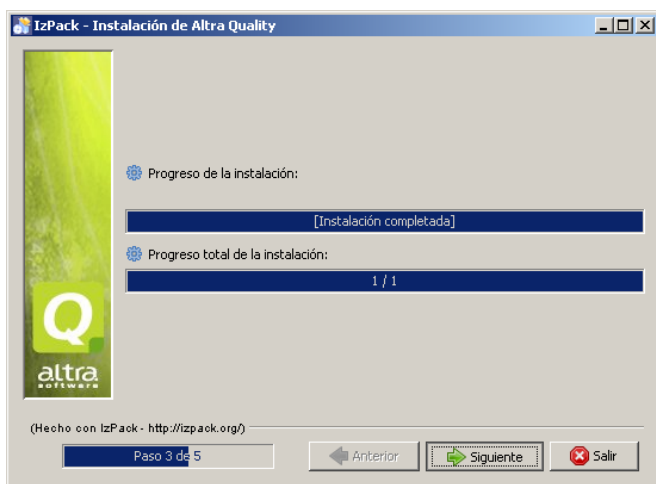 IzPack - Instalación de Altra Quality
Progreso de la instalación:
[Instalación completada]
Progreso total de la instalación:
1 / 1
Q
altra
software
(Hecho con IzPack - http://izpack.org/)
Paso 3 de 5
Anterior
Siguiente
Salir